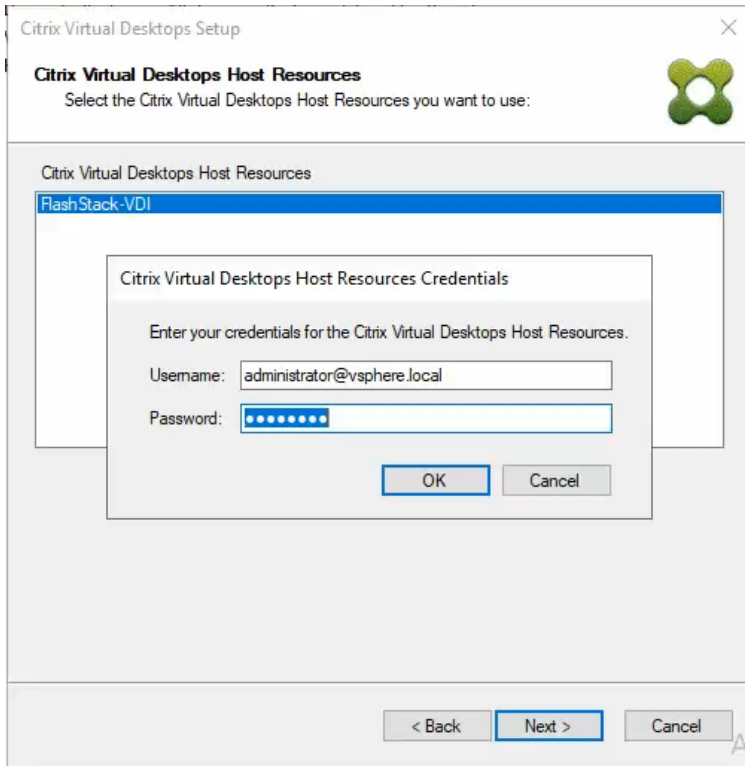 Citrix Virtual Desktops Setup
Citrix Virtual Desktops Host Resources
Select the Citrix Virtual Desktops Host Resources you want to use:
Citrix Virtual Desktops Host Resources
FlashStack-VDI
Citrix Virtual Desktops Host Resources Credentials
Enter your credentials for the Citrix Virtual Desktops Host Resources.
Username: administrator@vsphere.local
Password: ●●●●●●●●
OK Cancel
< Back Next > Cancel